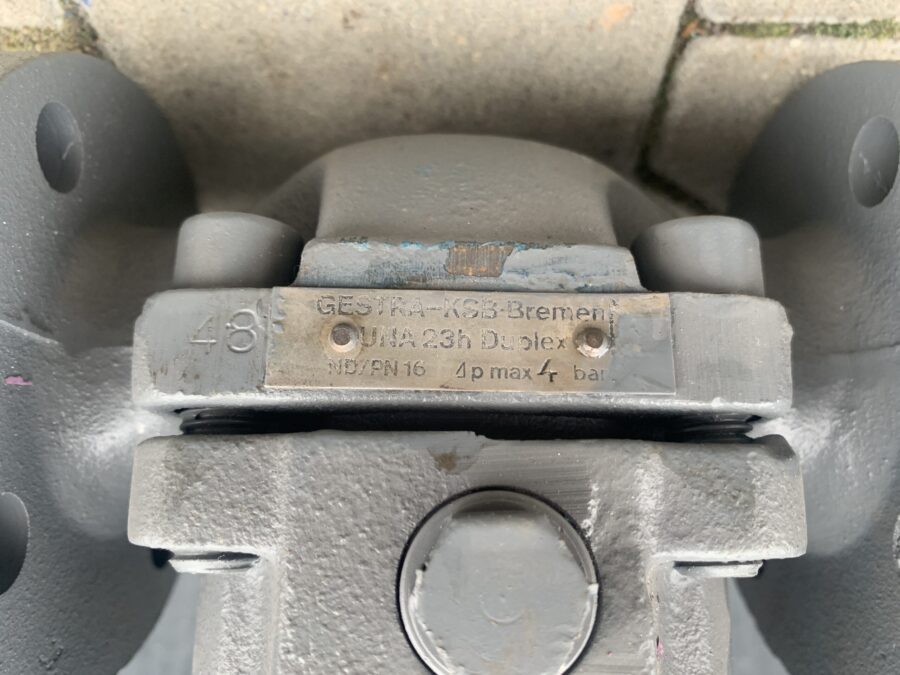 GESTRA-KSB·Bremen
48
UNA 23h Duplex
ND/PN 16 Δp max 4 bar